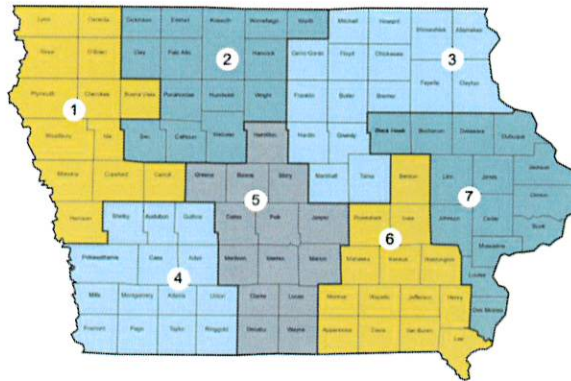 Lyon Osceola Dickinson Emmet Kossuth Winnebago Worth Mitchell Howard Winneshiek Allamakee
Sioux O'Brien Clay Palo Alto Hancock Cerro Gordo Floyd Chickasaw
2 3
Plymouth Cherokee Buena Vista Pocahontas Humboldt Wright Franklin Butler Bremer Fayette Clayton
1
Woodbury Ida Sac Calhoun Webster Hamilton Hardin Grundy Black Hawk Buchanan Delaware Dubuque
Monona Crawford Carroll Greene Boone Story Marshall Tama Benton Linn Jones Jackson
5 7
Harrison Shelby Audubon Guthrie Dallas Polk Jasper Poweshiek Iowa Johnson Cedar Clinton
Scott
6
Pottawattamie Cass Adair Madison Warren Marion Mahaska Keokuk Washington Muscatine
4
Louisa
Mills Montgomery Adams Union Clarke Lucas Monroe Wapello Jefferson Henry Des Moines
Fremont Page Taylor Ringgold Decatur Wayne Appanoose Davis Van Buren Lee